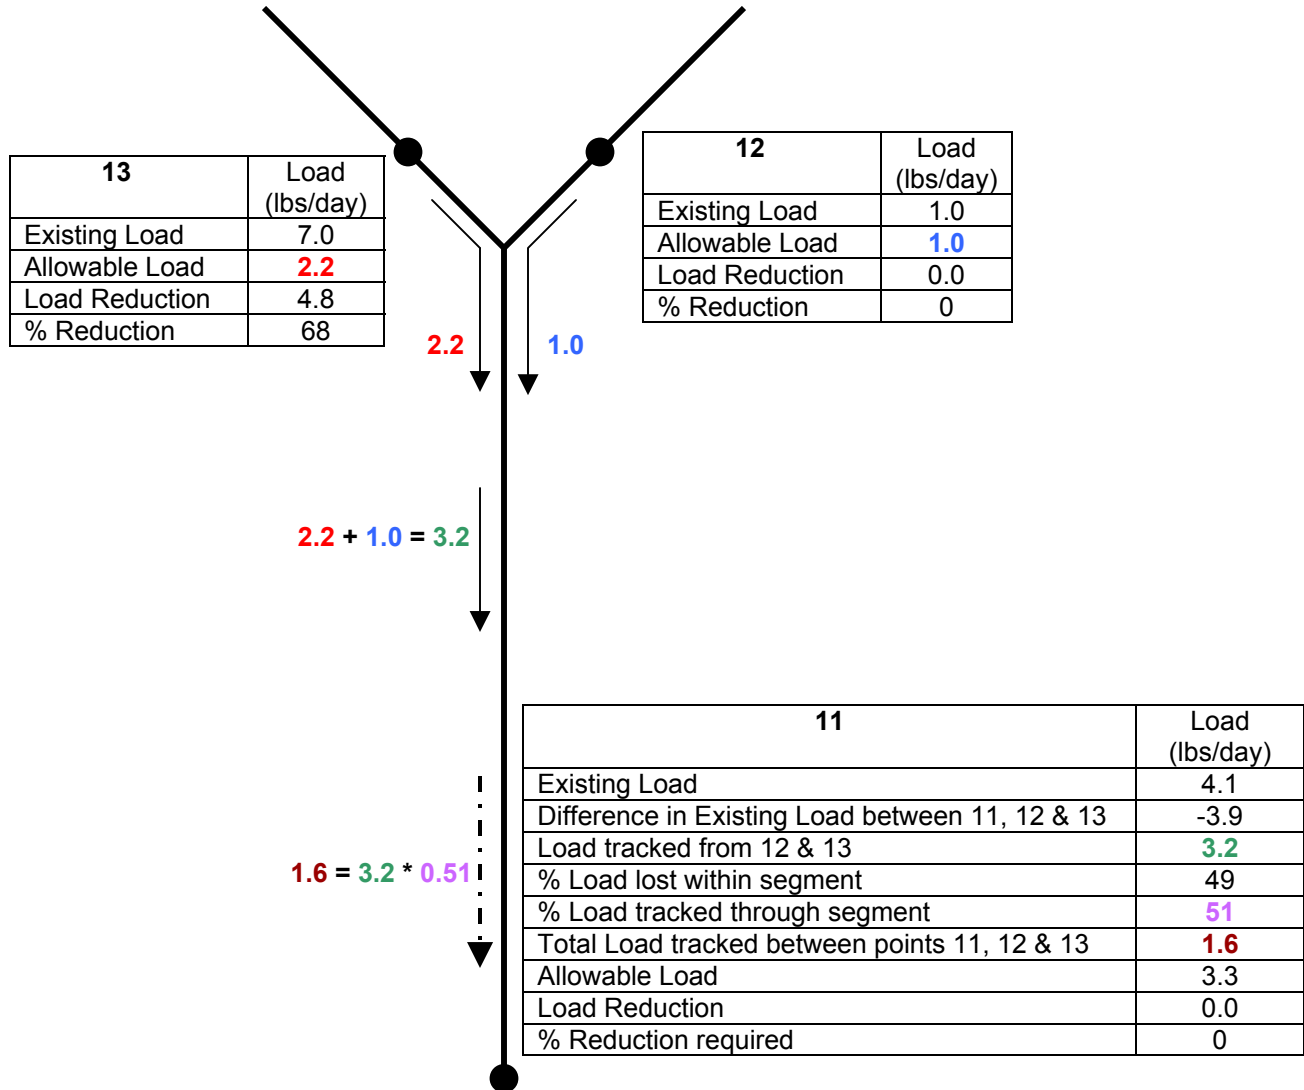 13 Load
(lbs/day)
Existing Load 7.0
Allowable Load 2.2
Load Reduction 4.8
% Reduction 68
12 Load
(lbs/day)
Existing Load 1.0
Allowable Load 1.0
Load Reduction 0.0
% Reduction 0
2.2 1.0
2.2 + 1.0 = 3.2
1.6 = 3.2 * 0.51
11 Load
(lbs/day)
Existing Load 4.1
Difference in Existing Load between 11, 12 & 13 -3.9
Load tracked from 12 & 13 3.2
% Load lost within segment 49
% Load tracked through segment 51
Total Load tracked between points 11, 12 & 13 1.6
Allowable Load 3.3
Load Reduction 0.0
% Reduction required 0